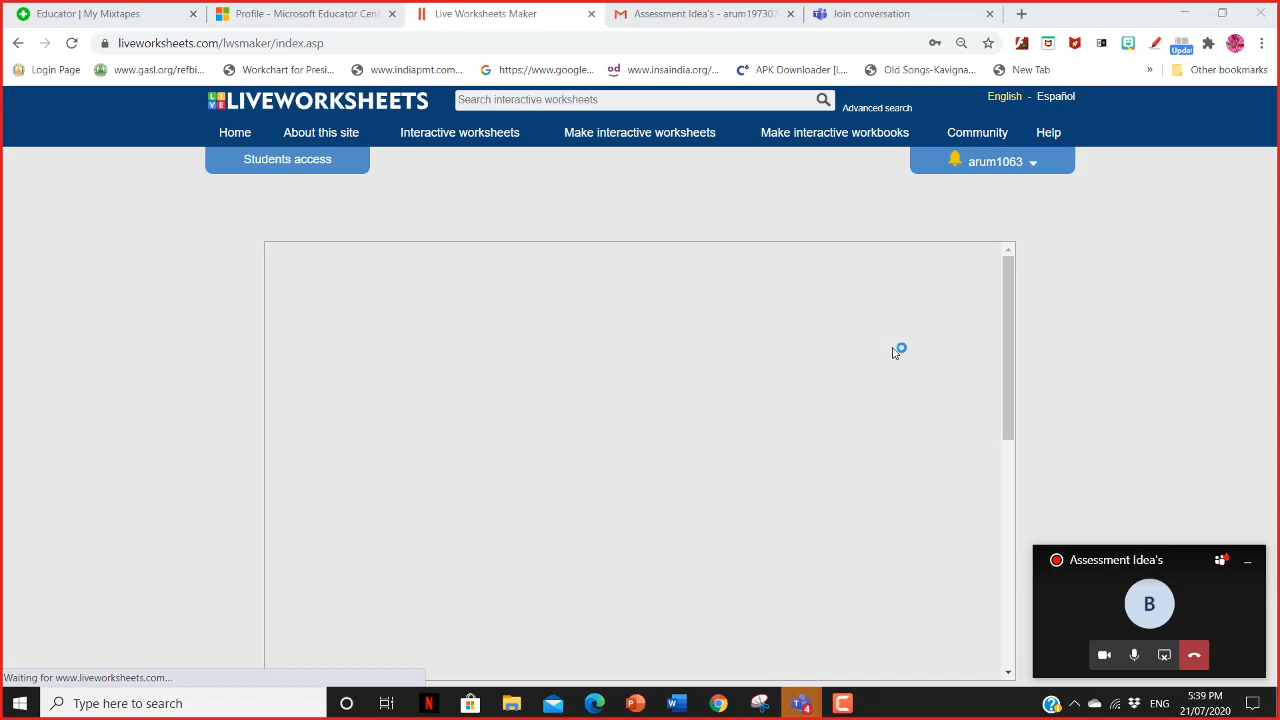 Educator | My Mixtapes
Profile - Microsoft Educator Cen
Live Worksheets Maker
Assessment Idea's - arum197302
Join conversation
liveworksheets.com/lwsmaker/index.asp
Updat
Login Page
www.gasl.org/refbi...
Workchart for Presi...
www.indiapmt.com...
https://www.google...
www.insaindia.org/...
APK Downloader [L...
Old Songs-Kavigna...
New Tab
»
Other bookmarks
LIVEWORKSHEETS
Search interactive worksheets
Advanced search
English - Español
Home
About this site
Interactive worksheets
Make interactive worksheets
Make interactive workbooks
Community
Help
Students access
arum1063
Assessment Idea's
B
Waiting for www.liveworksheets.com...
Type here to search
4
ENG
5:39 PM
21/07/2020